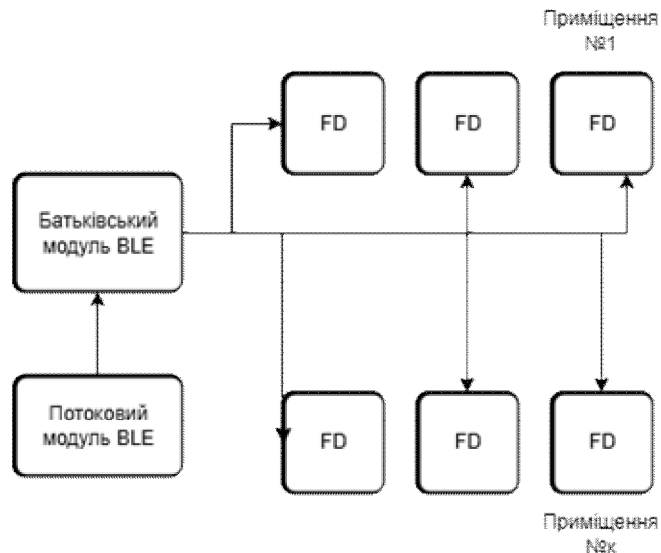 Приміщення
№1
FD
FD
FD
Батьківський
модуль BLE
Потоковий
модуль BLE
FD
FD
FD
Приміщення
№к